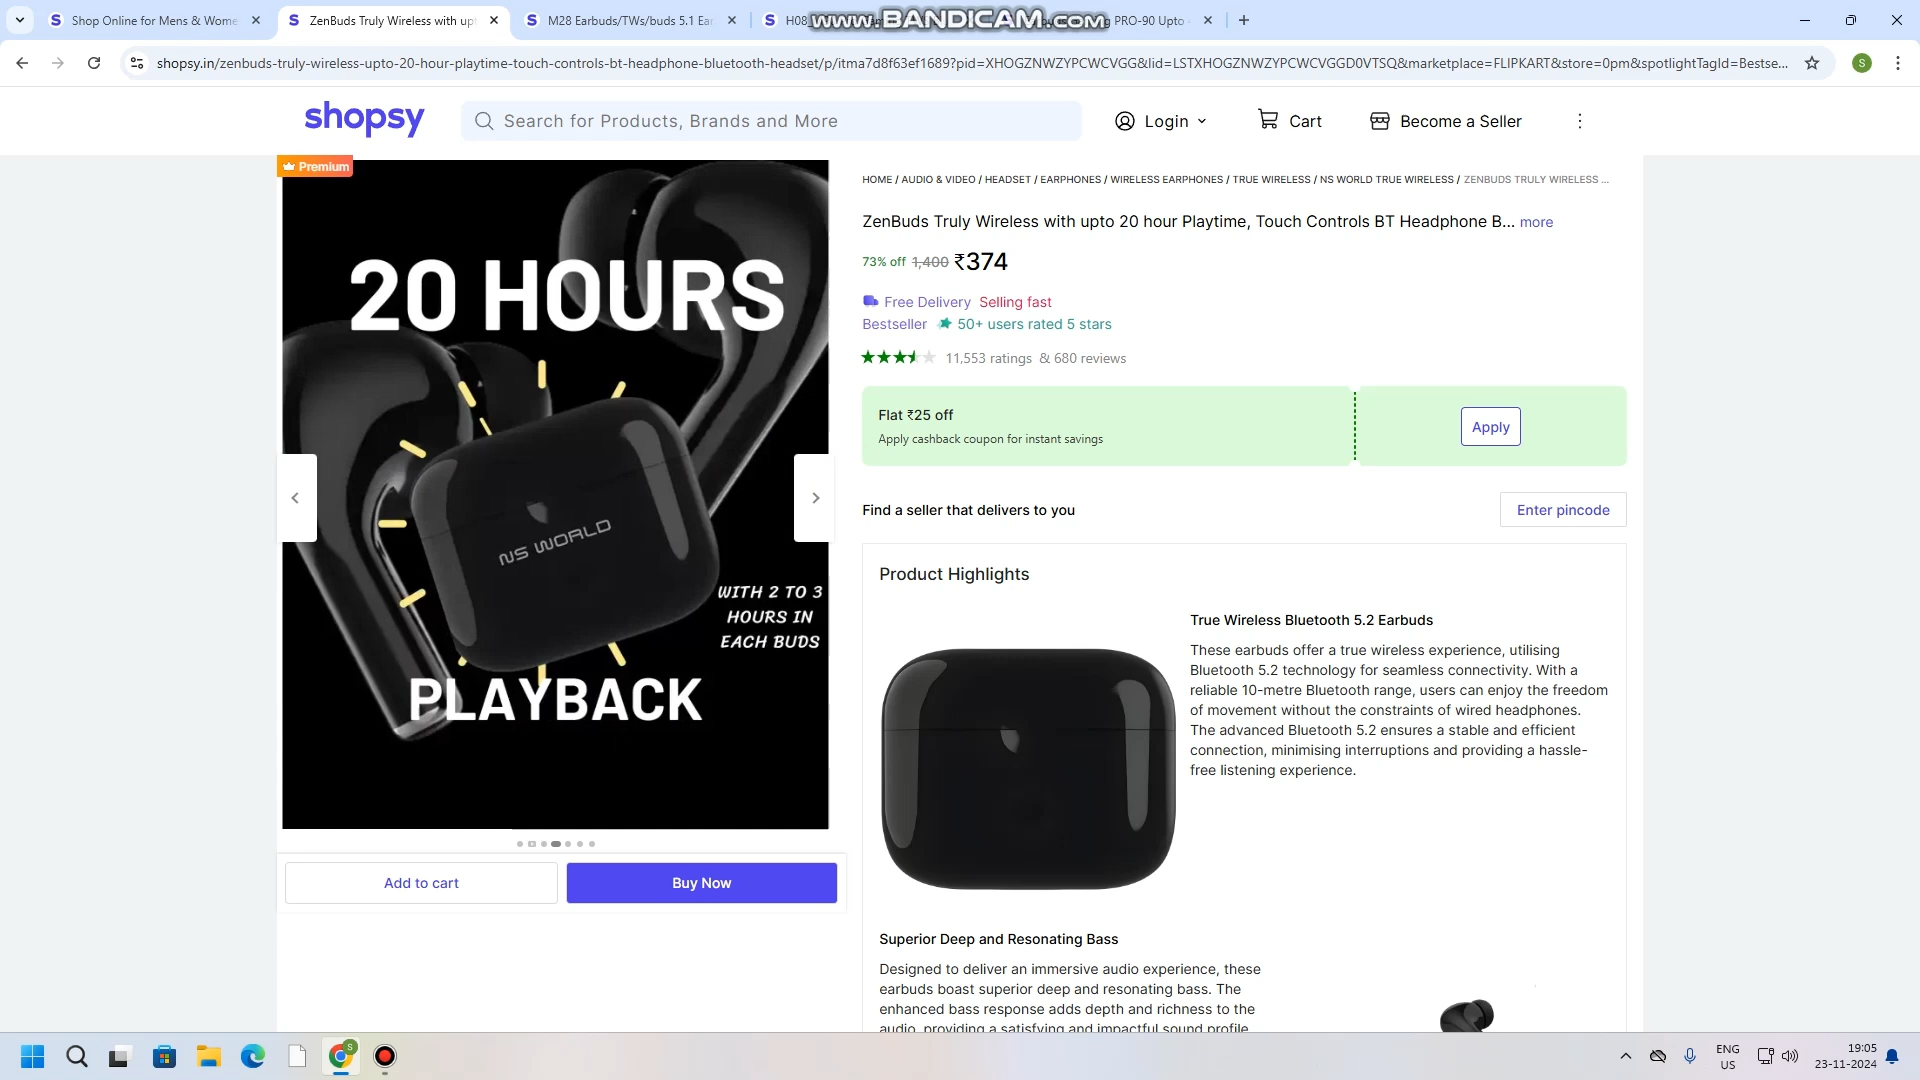 Shop Online for Mens & Wome
ZenBuds Truly Wireless with upt
M28 Earbuds/TWs/buds 5.1 Ear
H08
www.BANDICAM.com
PRO-90 Upto
shopsy.in/zenbuds-truly-wireless-upto-20-hour-playtime-touch-controls-bt-headphone-bluetooth-headset/p/itma7d8f63ef1689?pid=XHOGZNWZYPCWCVGG&lid=LSTXHOGZNWZYPCWCVGGD0VTSQ&marketplace=FLIPKART&store=0pm&spotlightTagId=Bestse...
S
shopsy
Search for Products, Brands and More
Login
Cart
Become a Seller
Premium
HOME / AUDIO & VIDEO / HEADSET / EARPHONES / WIRELESS EARPHONES / TRUE WIRELESS / NS WORLD TRUE WIRELESS / ZENBUDS TRULY WIRELESS ...
ZenBuds Truly Wireless with upto 20 hour Playtime, Touch Controls BT Headphone B... more
73% off 1,400 ₹374
Free Delivery Selling fast
Bestseller 50+ users rated 5 stars
11,553 ratings & 680 reviews
Flat ₹25 off
Apply cashback coupon for instant savings
Apply
Find a seller that delivers to you
Enter pincode
20 HOURS
NS WORLD
WITH 2 TO 3
HOURS IN
EACH BUDS
PLAYBACK
Add to cart
Buy Now
Product Highlights
True Wireless Bluetooth 5.2 Earbuds
These earbuds offer a true wireless experience, utilising
Bluetooth 5.2 technology for seamless connectivity. With a
reliable 10-metre Bluetooth range, users can enjoy the freedom
of movement without the constraints of wired headphones.
The advanced Bluetooth 5.2 ensures a stable and efficient
connection, minimising interruptions and providing a hassle-
free listening experience.
Superior Deep and Resonating Bass
Designed to deliver an immersive audio experience, these
earbuds boast superior deep and resonating bass. The
enhanced bass response adds depth and richness to the
audio, providing a satisfying and impactful sound profile
S
ENG
US
19:05
23-11-2024